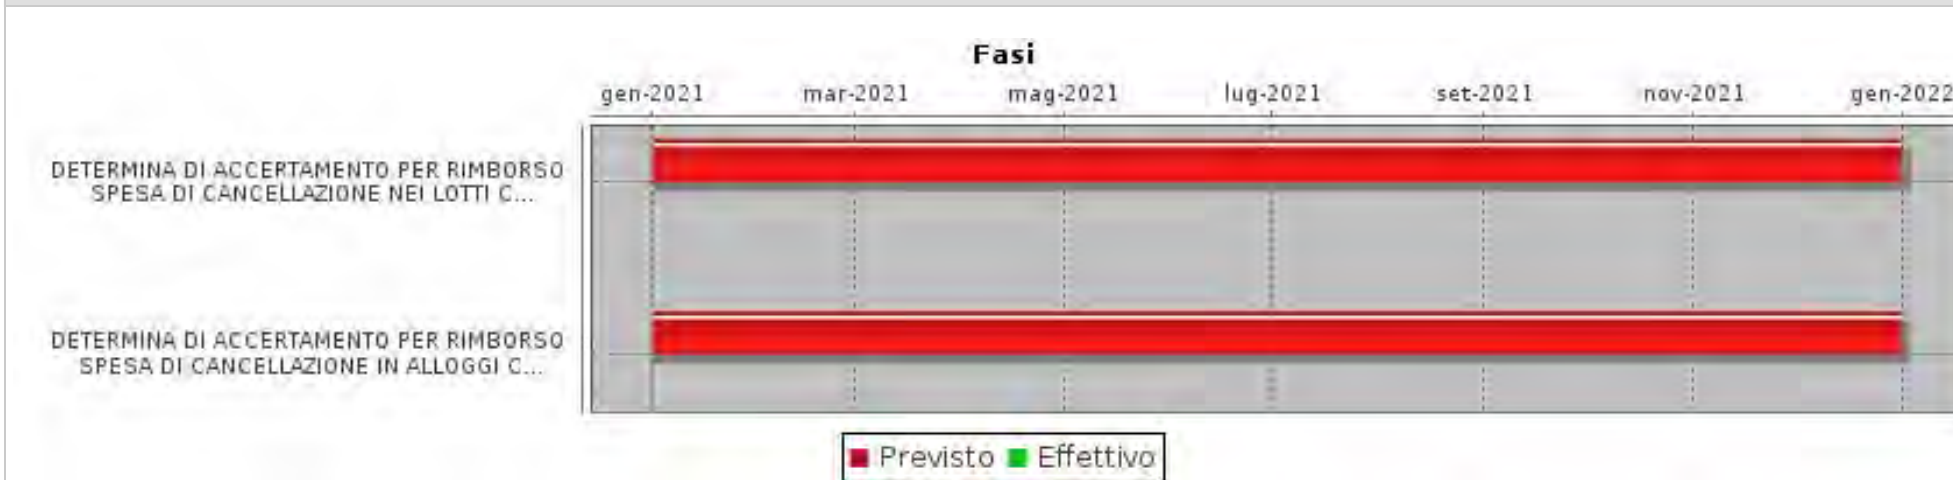 Fasi
gen-2021 mar-2021 mag-2021 lug-2021 set-2021 nov-2021 gen-2022
DETERMINA DI ACCERTAMENTO PER RIMBORSO
SPESA DI CANCELLAZIONE NEI LOTTI C...
DETERMINA DI ACCERTAMENTO PER RIMBORSO
SPESA DI CANCELLAZIONE IN ALLOGGI C...
Previsto Effettivo